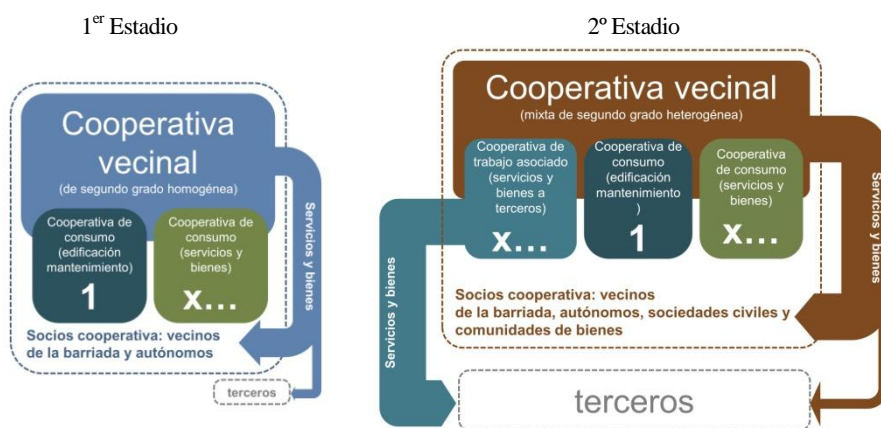 1er Estadio
Cooperativa
vecinal
(de segundo grado homogénea)
Cooperativa de
consumo
(edificación
mantenimiento)
1
Cooperativa de
consumo
(servicios y
bienes)
x...
Servicios y bienes
Socios cooperativa: vecinos
de la barriada y autónomos
terceros
2º Estadio
Cooperativa vecinal
(mixta de segundo grado heterogénea)
Cooperativa de
trabajo asociado
(servicios y
bienes a
terceros)
x...
Cooperativa de
consumo
(edificación
mantenimiento
)
1
Cooperativa
de consumo
(servicios y
bienes)
x...
Servicios y bienes
Servicios y bienes
Socios cooperativa: vecinos
de la barriada, autónomos, sociedades civiles y
comunidades de bienes
terceros